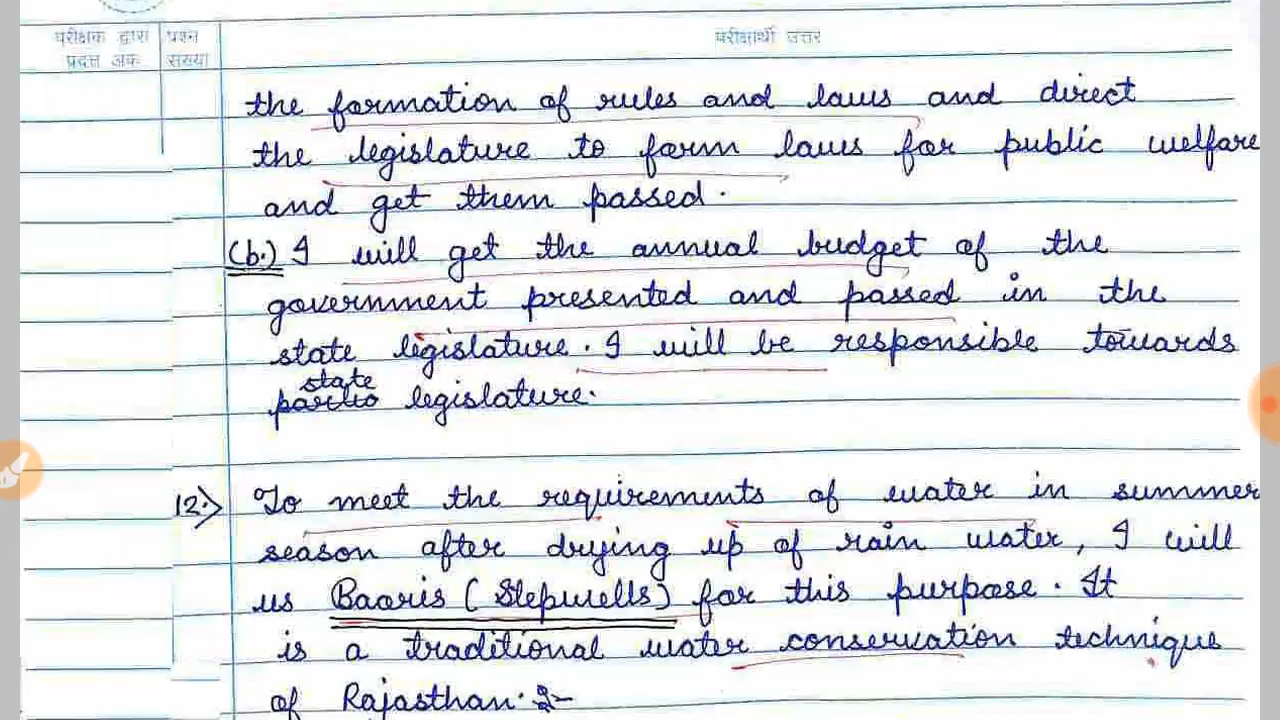 परीक्षक द्वारा प्रदत्त अंक
प्रश्न संख्या
परीक्षार्थी उत्तर
the formation of rules and laws and direct
the legislature to form laws for public welfare
and get them passed.
(b.) I will get the annual budget of the
government presented and passed in the
state legislature. I will be responsible towards
state
legislature.
12.> To meet the requirements of water in summer
season after drying up of rain water, I will
us Baoris (Stepwells) for this purpose. It
is a traditional water conservation technique
of Rajasthan.